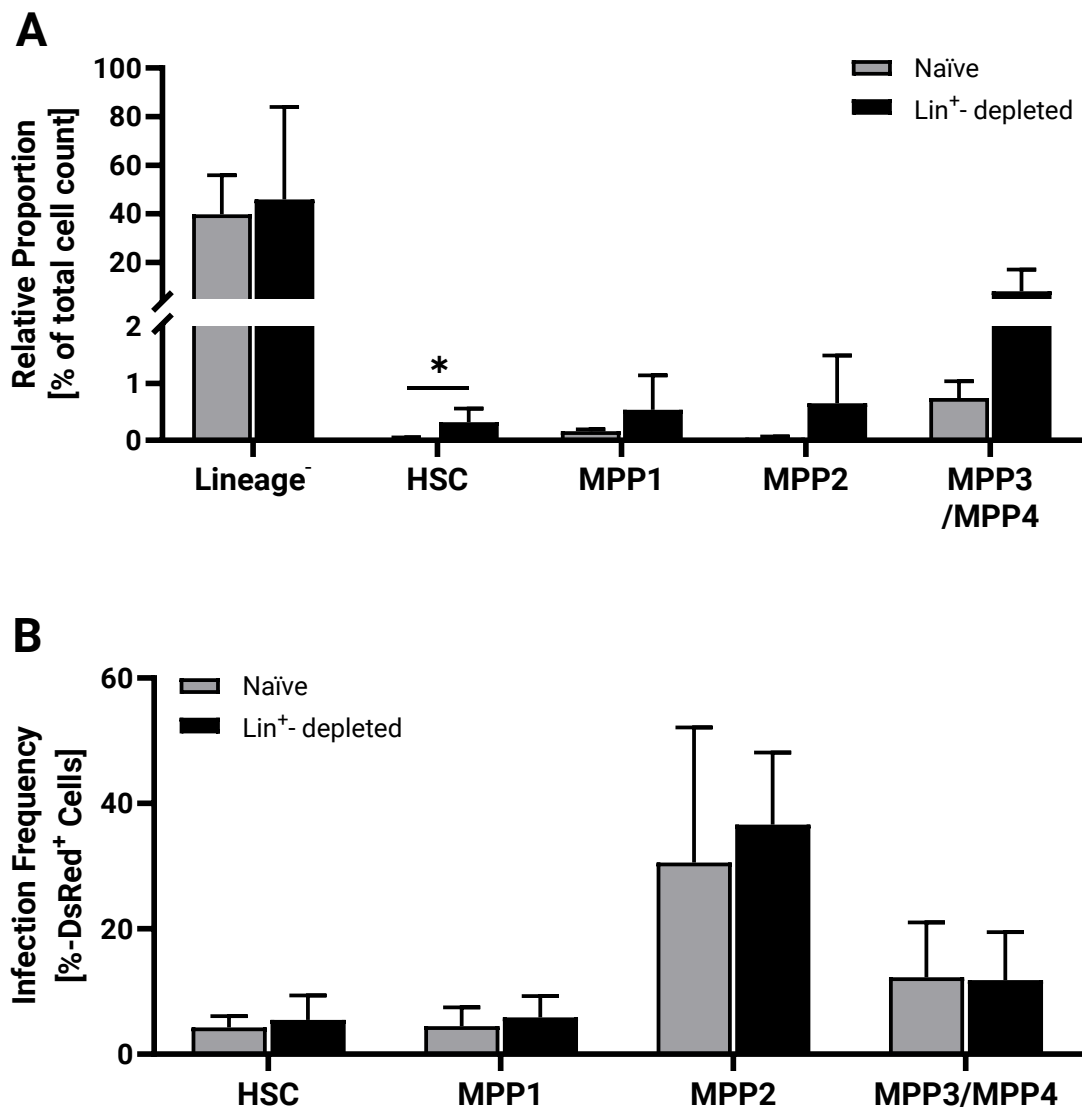 A
Relative Proportion
[% of total cell count]
100
80
60
40
20
2
1
0
Naïve
Lin⁺- depleted
*
Lineage⁻
HSC
MPP1
MPP2
MPP3
/MPP4
B
Infection Frequency
[%-DsRed⁺ Cells]
60
40
20
0
Naïve
Lin⁺- depleted
HSC
MPP1
MPP2
MPP3/MPP4